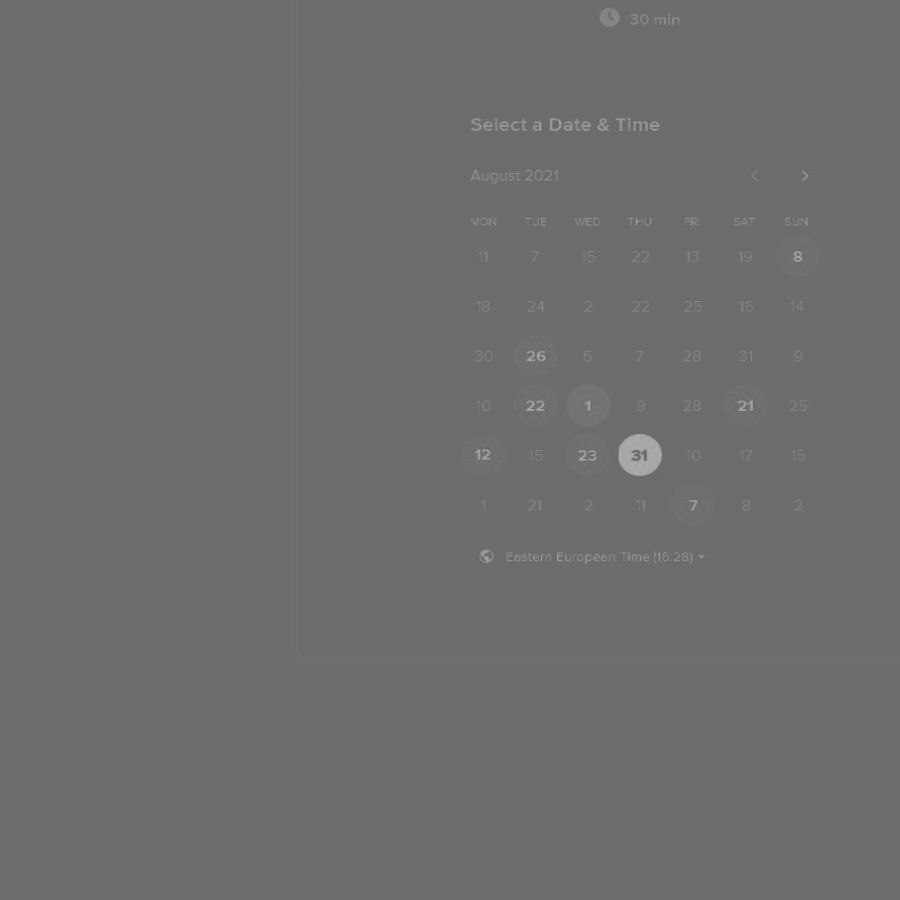 30 min
Select a Date & Time
August 2021
MON TUE WED THU FRI SAT SUN
11 7 15 22 13 19 8
18 24 2 22 25 16 14
30 26 5 7 28 31 9
10 22 1 9 28 21 25
12 15 23 31 10 17 15
1 21 2 11 7 8 2
Eastern European Time (16:28)